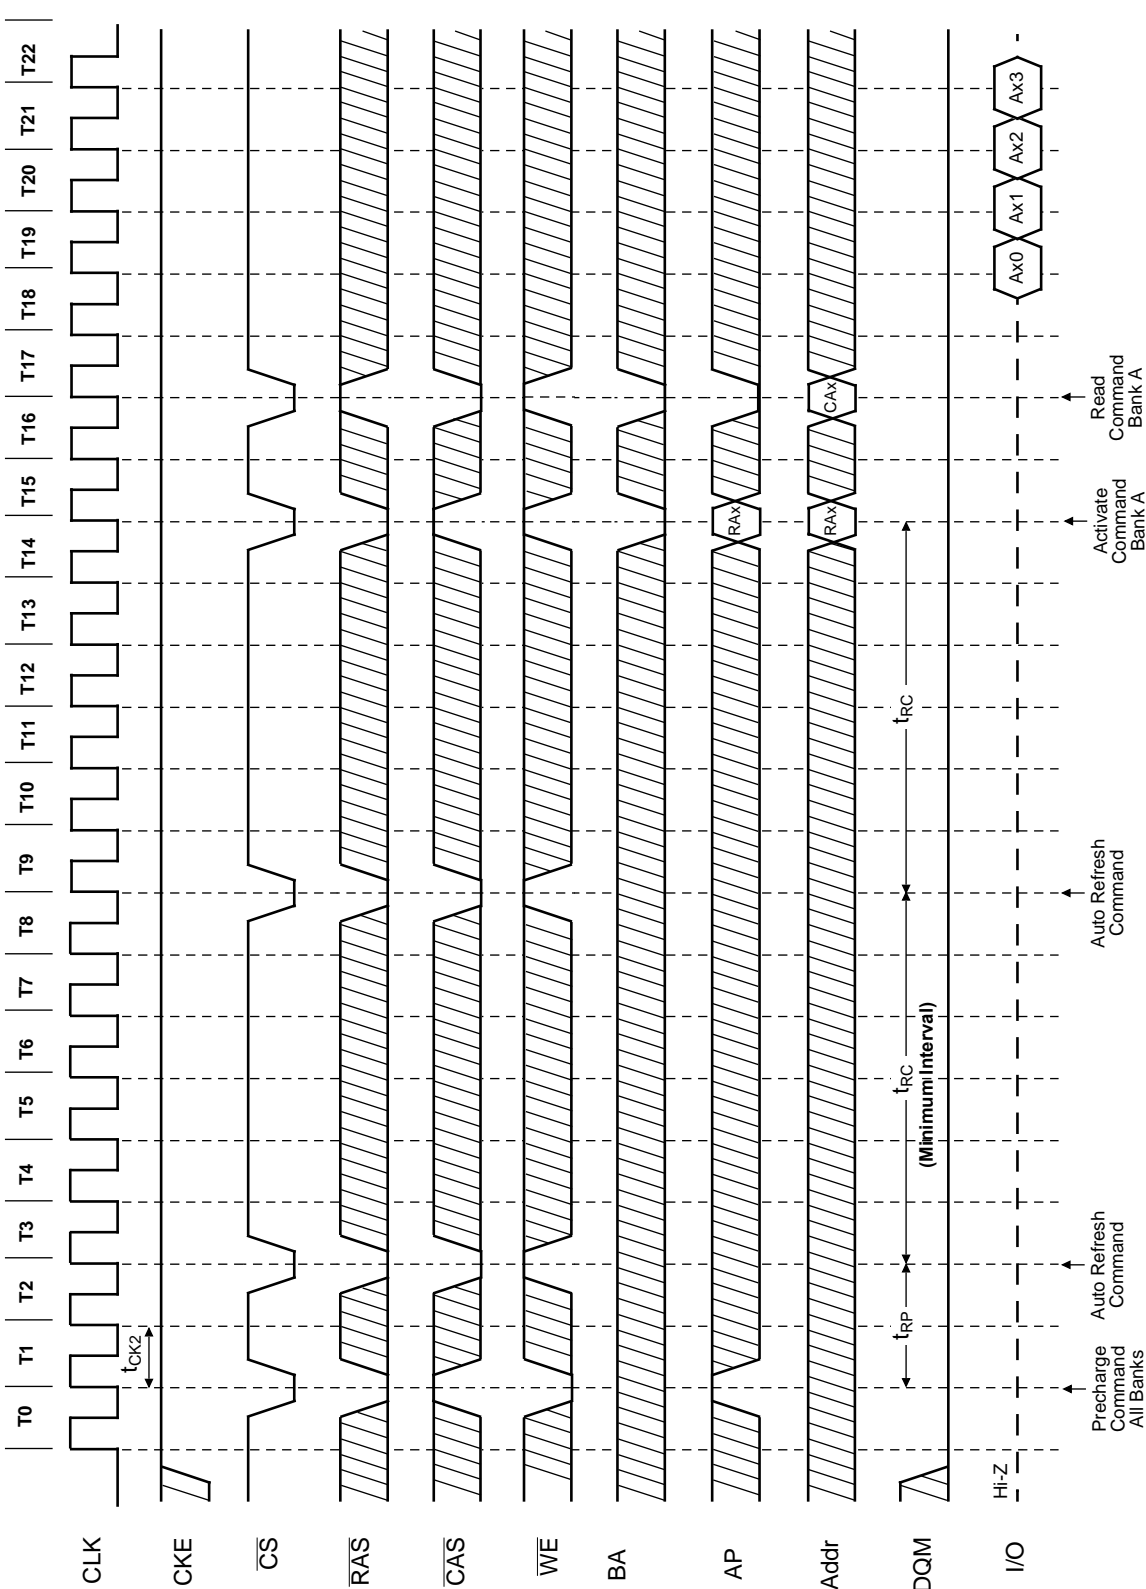 T0 T1 T2 T3 T4 T5 T6 T7 T8 T9 T10 T11 T12 T13 T14 T15 T16 T17 T18 T19 T20 T21 T22
CLK
tCK2
CKE
CS
RAS
CAS
WE
BA
AP
RAx
Addr
RAx
CAx
DQM
tRP
tRC
(Minimum Interval)
tRC
I/O
Hi-Z
Ax0
Ax1
Ax2
Ax3
Precharge
Command
All Banks
Auto Refresh
Command
Auto Refresh
Command
Activate
Command
Bank A
Read
Command
Bank A